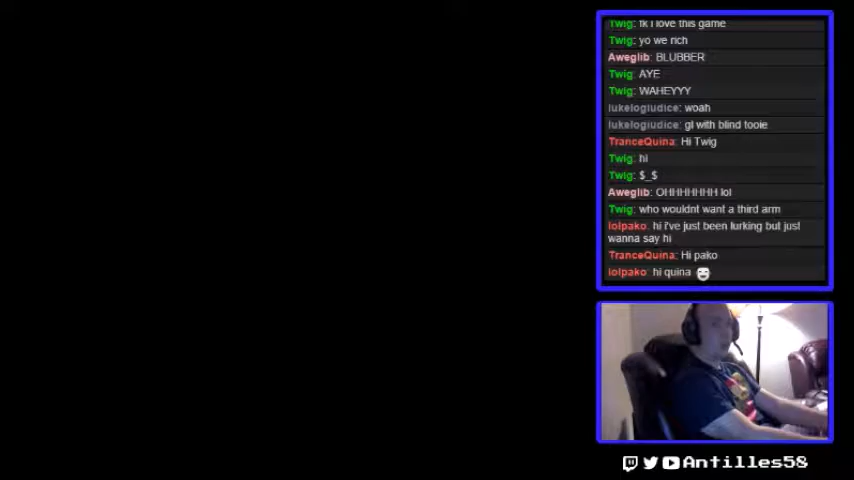 Twig: fk i love this game
Twig: yo we rich
Aweglib: BLUBBER
Twig: AYE
Twig: WAHEYYY
lukelogiudice: woah
lukelogiudice: gl with blind tooie
TranceQuina: Hi Twig
Twig: hi
Twig: $_$
Aweglib: OHHHHHHH lol
Twig: who wouldnt want a third arm
lolpako: hi i've just been lurking but just
wanna say hi
TranceQuina: Hi pako
lolpako: hi quina
Antilles58